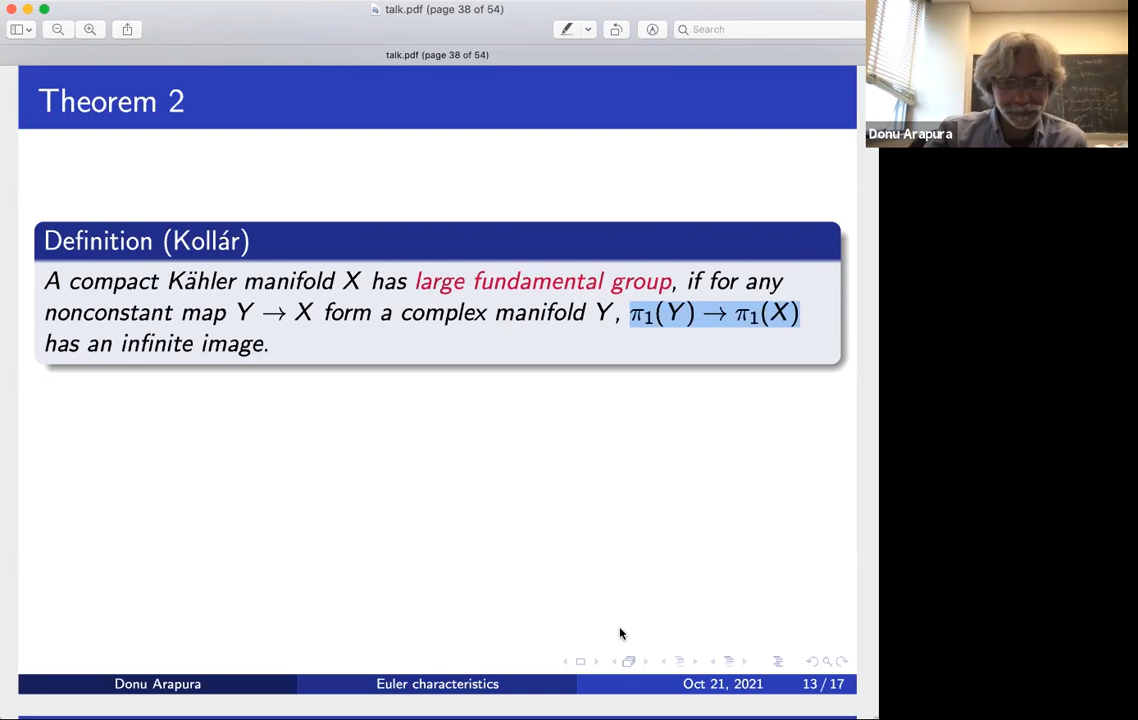 talk.pdf (page 38 of 54)
Search
talk.pdf (page 38 of 54)
Theorem 2
Definition (Kollár)
A compact Kähler manifold X has large fundamental group, if for any
nonconstant map Y → X form a complex manifold Y, π₁(Y) → π₁(X)
has an infinite image.
Donu Arapura
Euler characteristics
Oct 21, 2021
13 / 17
Donu Arapura